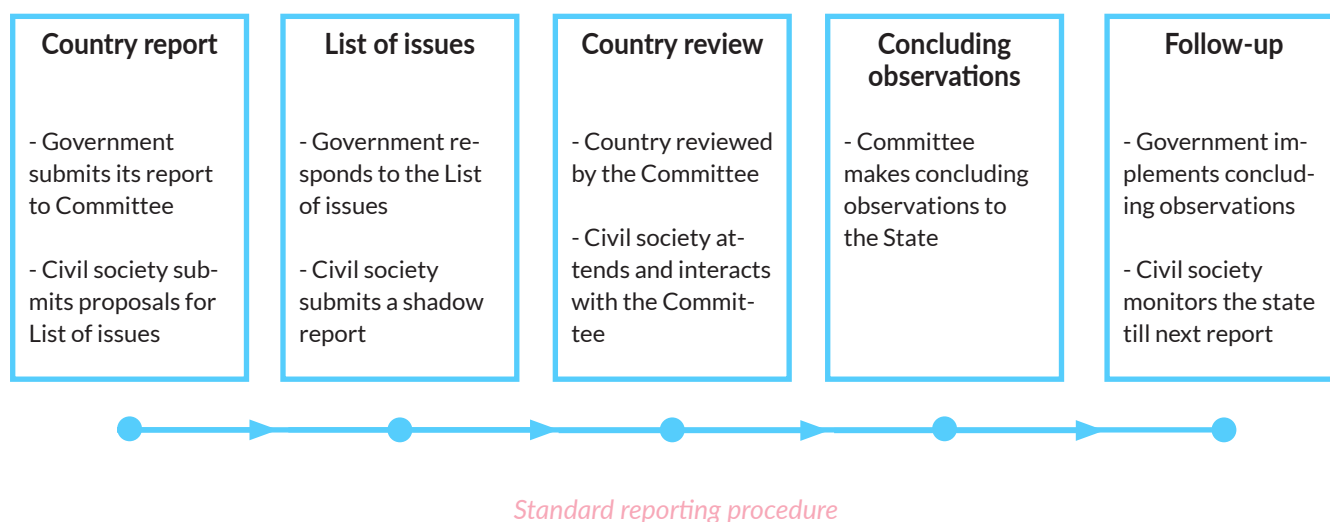 Country report
- Government
submits its report
to Committee
- Civil society sub-
mits proposals for
List of issues
List of issues
- Government re-
sponds to the List
of issues
- Civil society
submits a shadow
report
Country review
- Country reviewed
by the Committee
- Civil society at-
tends and interacts
with the Commit-
tee
Concluding
observations
- Committee
makes concluding
observations to
the State
Follow-up
- Government im-
plements conclud-
ing observations
- Civil society
monitors the state
till next report
Standard reporting procedure